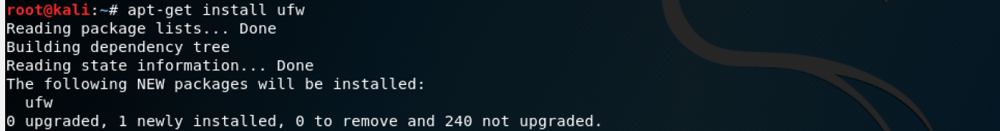 root@kali:~# apt-get install ufw
Reading package lists... Done
Building dependency tree
Reading state information... Done
The following NEW packages will be installed:
  ufw
0 upgraded, 1 newly installed, 0 to remove and 240 not upgraded.